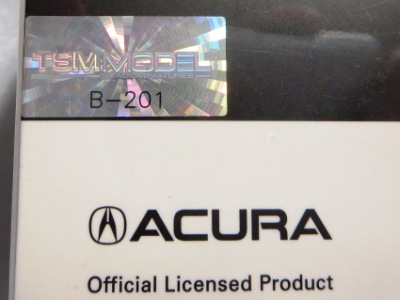 TSM-MODEL
B-201
ACURA
Official Licensed Product